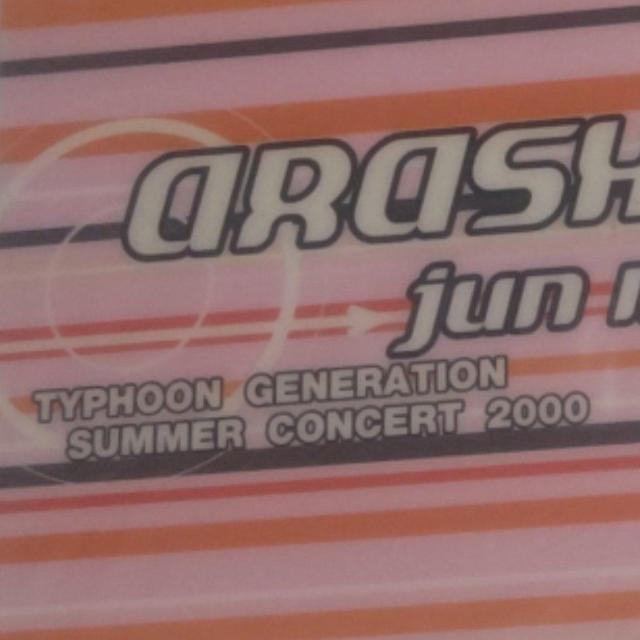 ARASH
jun
TYPHOON GENERATION
SUMMER CONCERT 2000